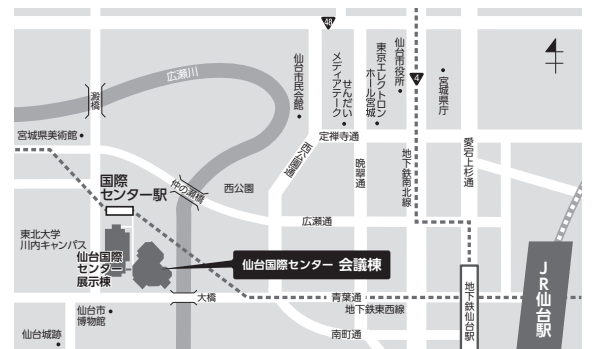 48
広瀬川
澱橋
仙台市民会館
せんだい
メディアテーク
東京エレクトロン
ホール宮城
仙台市役所
4
宮城県庁
宮城県美術館
定禅寺通
西公園通
晩翠通
地下鉄南北線
愛宕上杉通
国際
センター駅
仲の瀬橋
西公園
広瀬通
東北大学
川内キャンパス
仙台国際
センター
展示棟
仙台国際センター 会議棟
大橋
青葉通
地下鉄東西線
仙台市
博物館
仙台城跡
南町通
地下鉄仙台駅
JR仙台駅